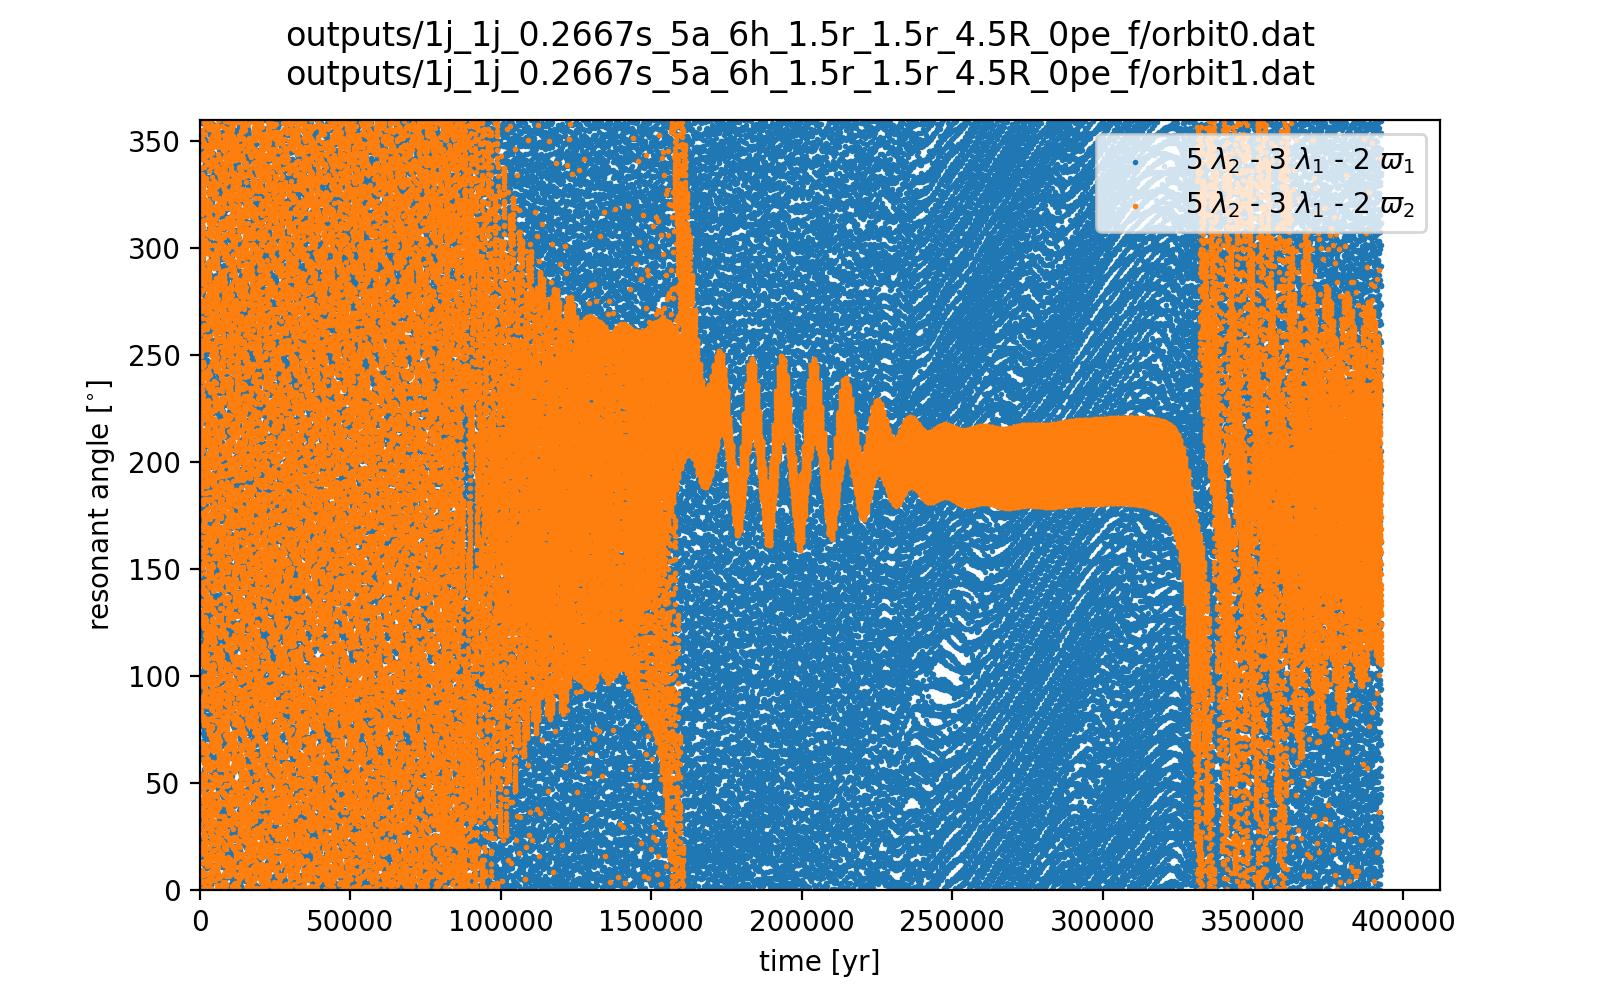 outputs/1j_1j_0.2667s_5a_6h_1.5r_1.5r_4.5R_0pe_f/orbit0.dat
outputs/1j_1j_0.2667s_5a_6h_1.5r_1.5r_4.5R_0pe_f/orbit1.dat
350
300
250
200
150
100
50
0
resonant angle [°]
5 λ₂ - 3 λ₁ - 2 ϖ₁
5 λ₂ - 3 λ₁ - 2 ϖ₂
0 50000 100000 150000 200000 250000 300000 350000 400000
time [yr]